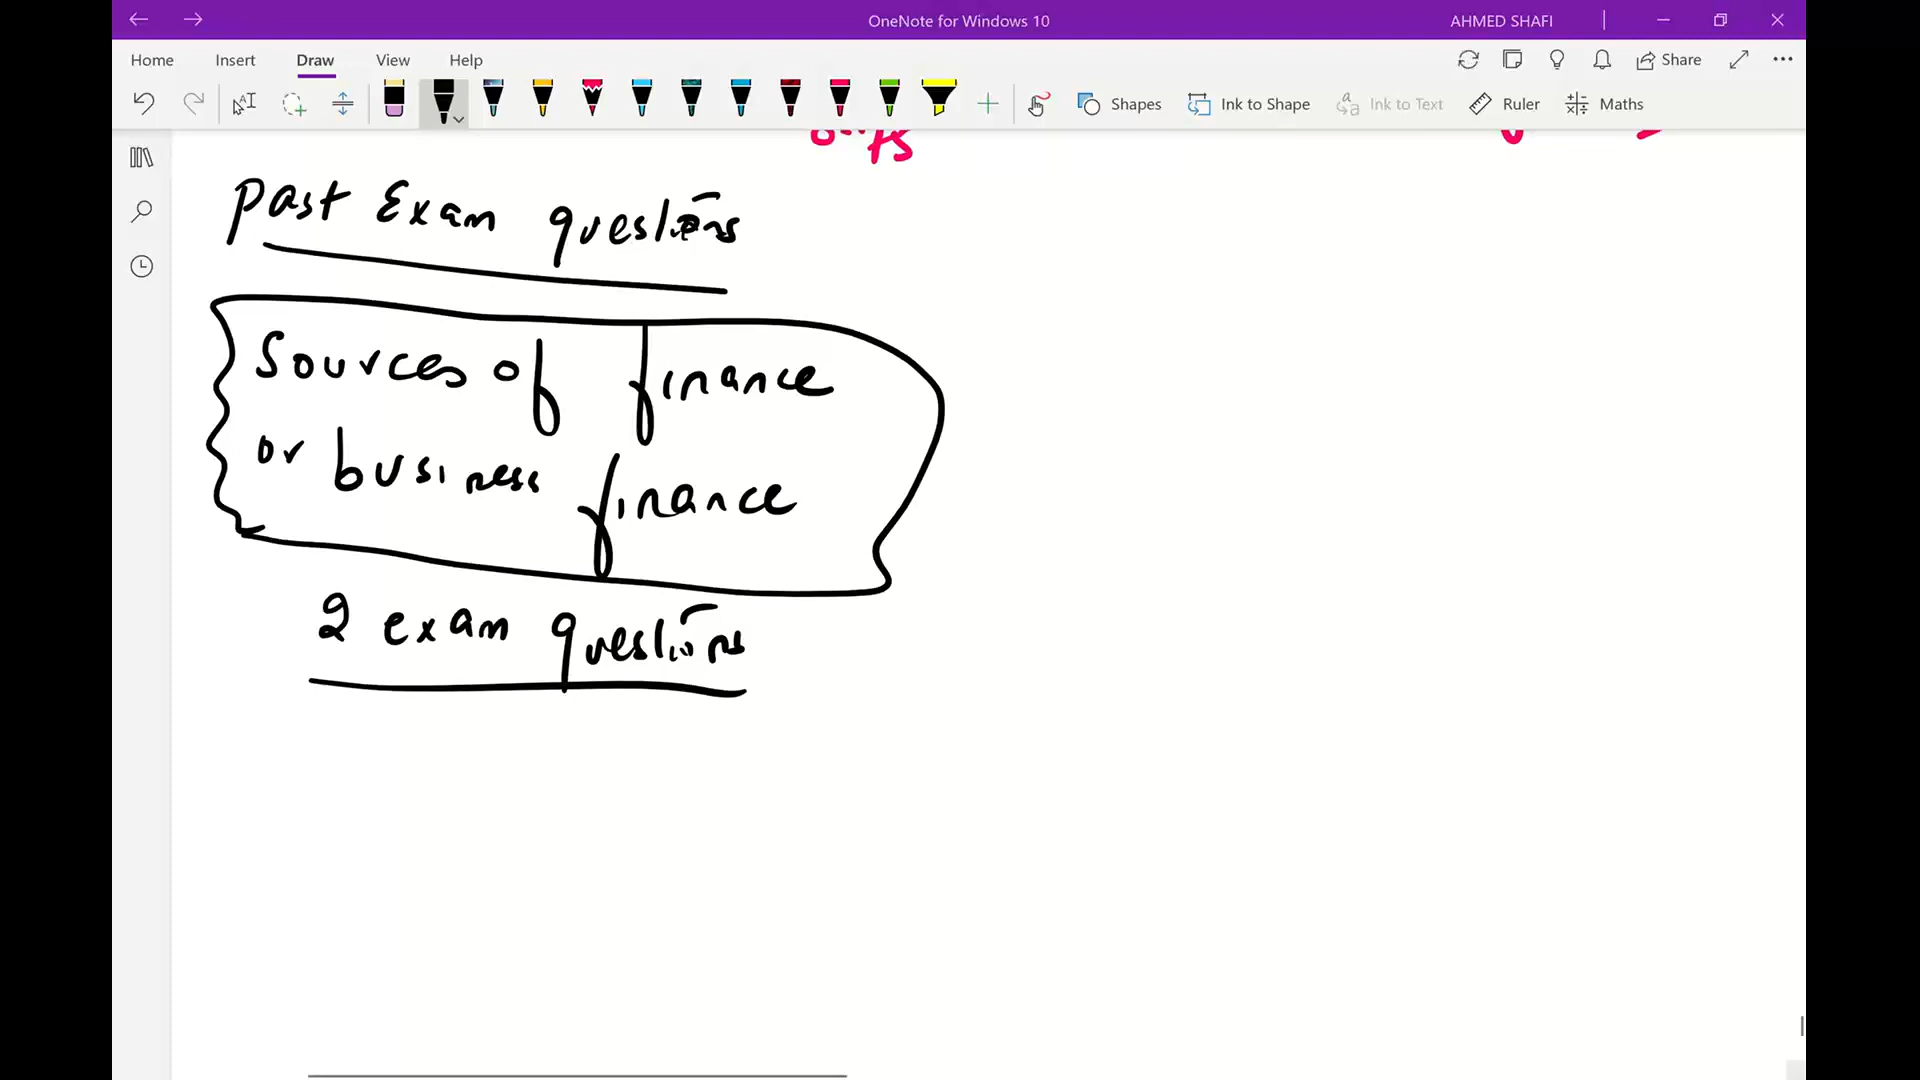 OneNote for Windows 10
AHMED SHAFI
Home Insert Draw View Help
Share
Shapes Ink to Shape Ink to Text Ruler Maths
Past Exam questions
Sources of finance
or business finance
2 exam questions